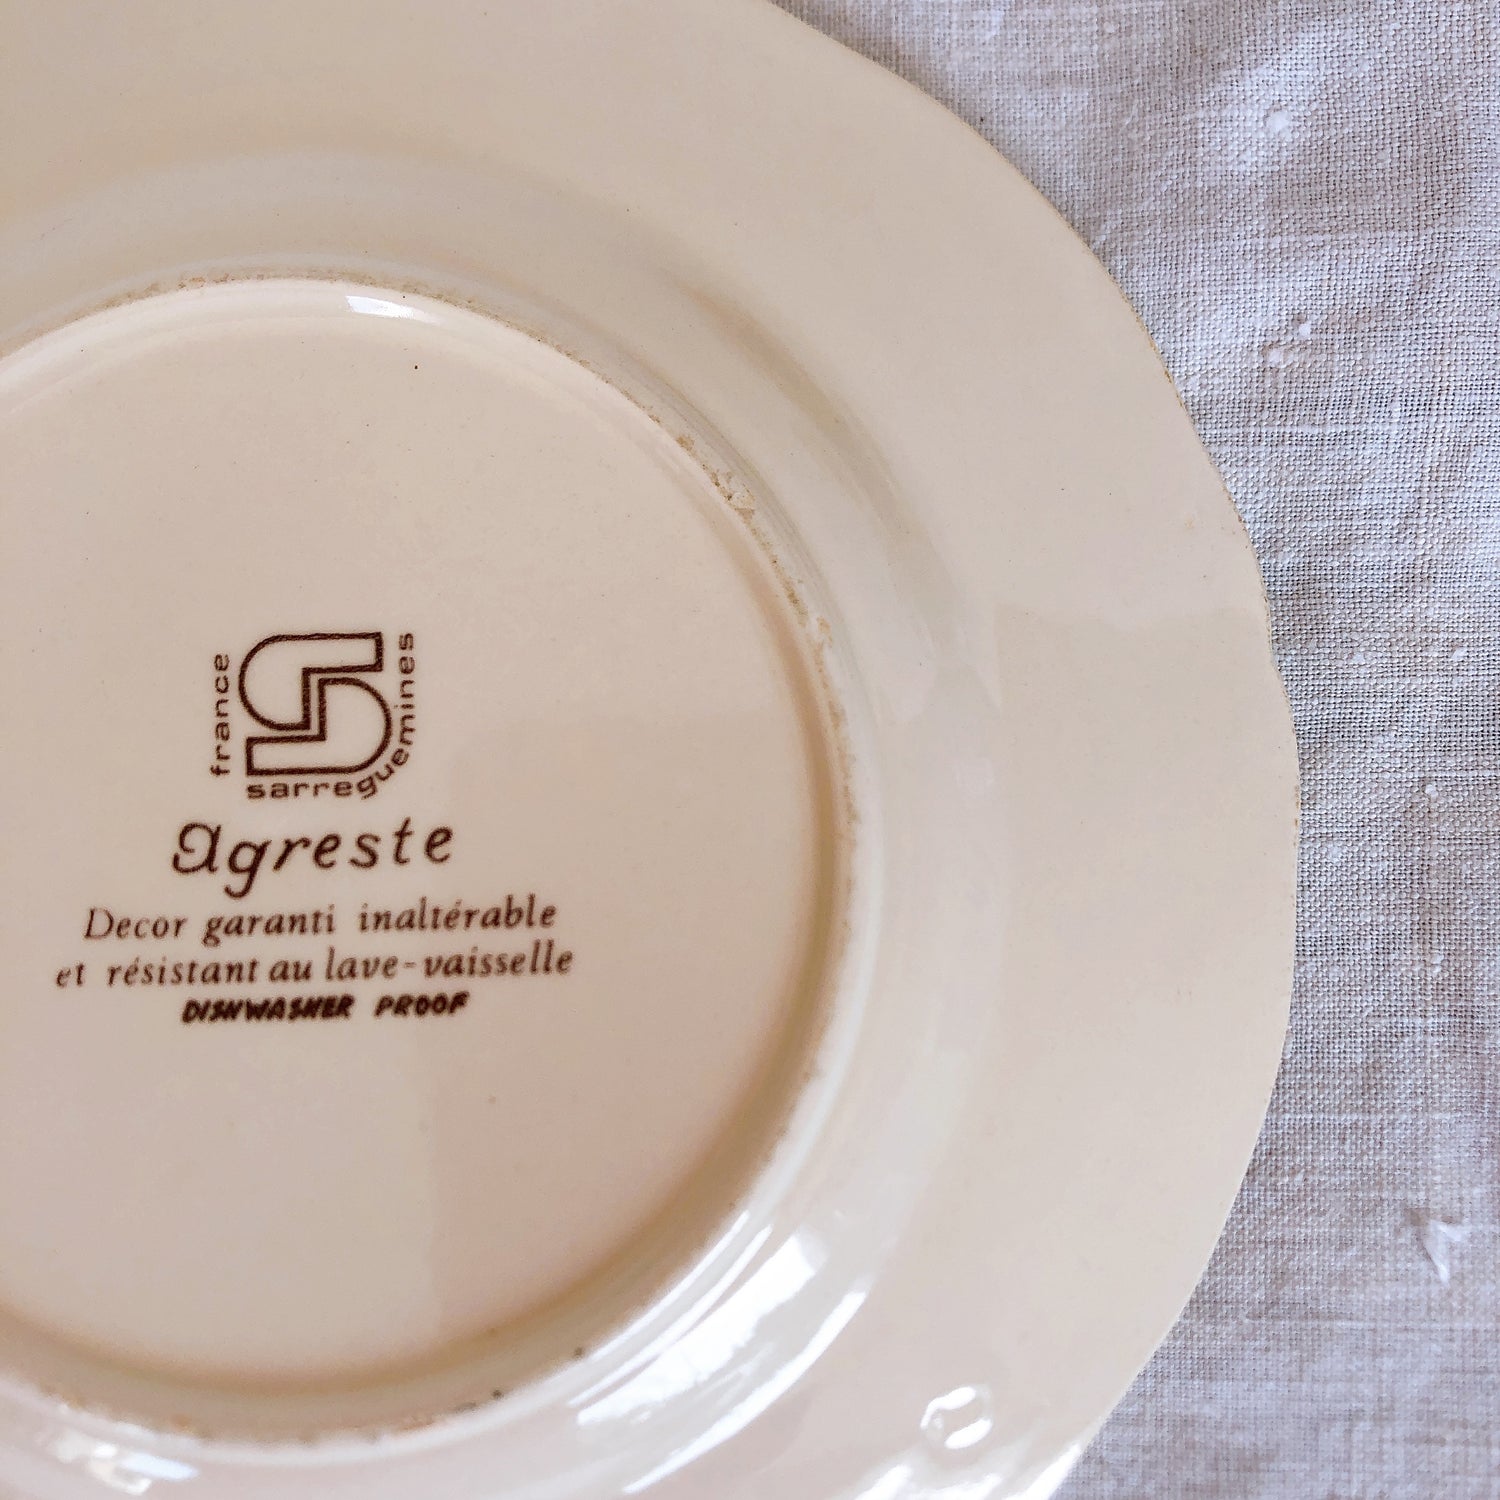 france
sarreguemines
agreste
Decor garanti inaltérable
et résistant au lave-vaisselle
DISHWASHER PROOF